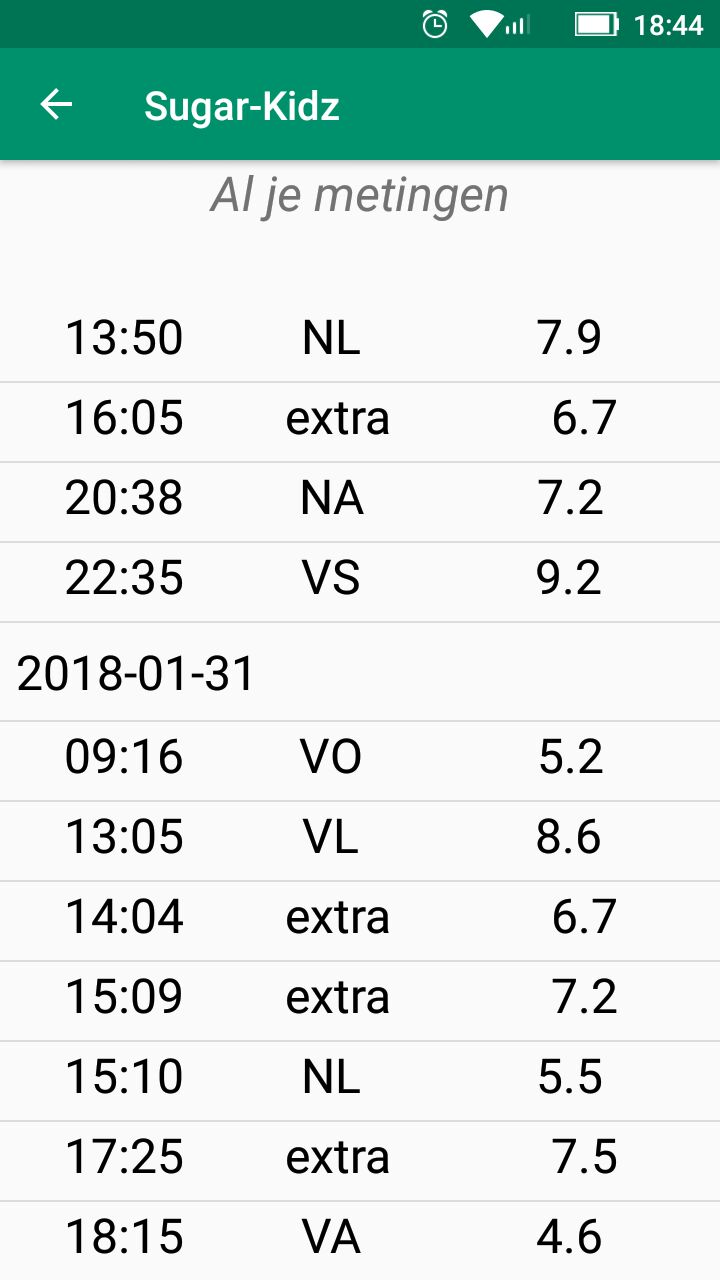 18:44
Sugar-Kidz
Al je metingen
13:50 NL 7.9
16:05 extra 6.7
20:38 NA 7.2
22:35 VS 9.2
2018-01-31
09:16 VO 5.2
13:05 VL 8.6
14:04 extra 6.7
15:09 extra 7.2
15:10 NL 5.5
17:25 extra 7.5
18:15 VA 4.6